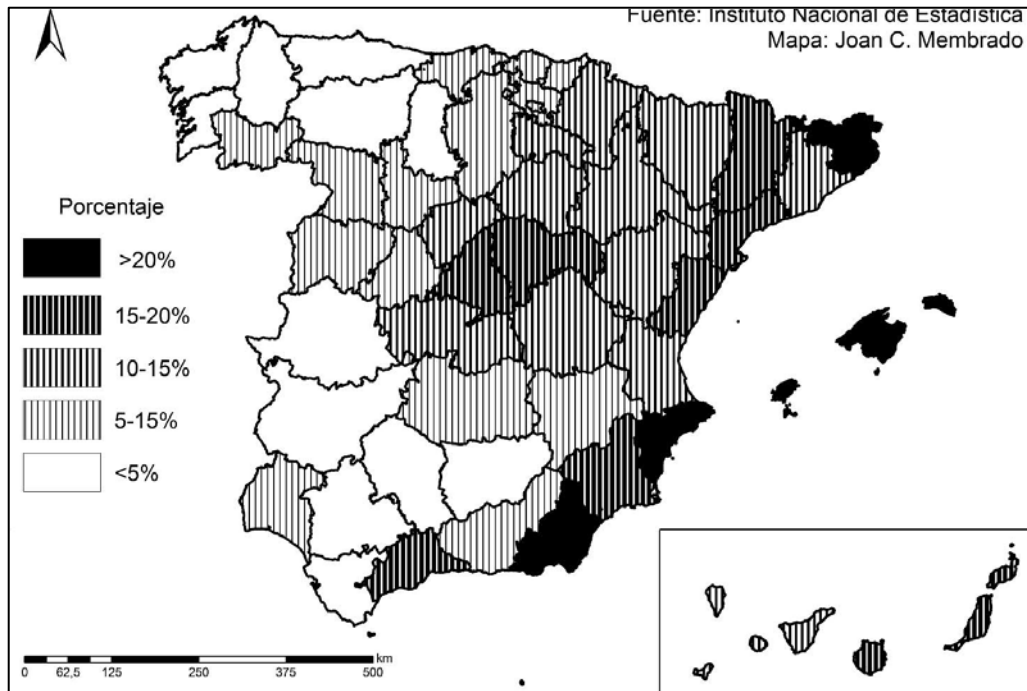 Fuente: Instituto Nacional de Estadística
Mapa: Joan C. Membrado
Porcentaje
>20%
15-20%
10-15%
5-15%
<5%
km
0 62,5 125 250 375 500